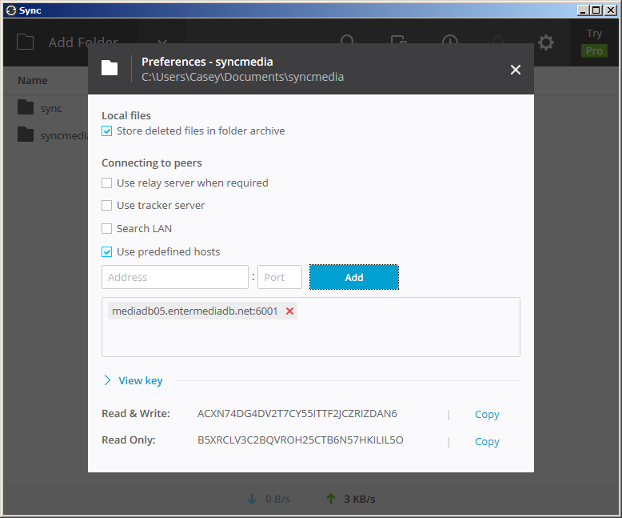 Sync
Add Folder
Try
Pro
Name
sync
syncmedia
Preferences - syncmedia
C:\Users\Casey\Documents\syncmedia
Local files
Store deleted files in folder archive
Connecting to peers
Use relay server when required
Use tracker server
Search LAN
Use predefined hosts
Address : Port Add
mediadb05.entermediadb.net:6001
View key
Read & Write: ACXN74DG4DV2T7CY55ITTF2JCZRIZDAN6 | Copy
Read Only: B5XRCLV3C2BQVROH25CTB6N57HKILIL5O | Copy
0 B/s 3 KB/s